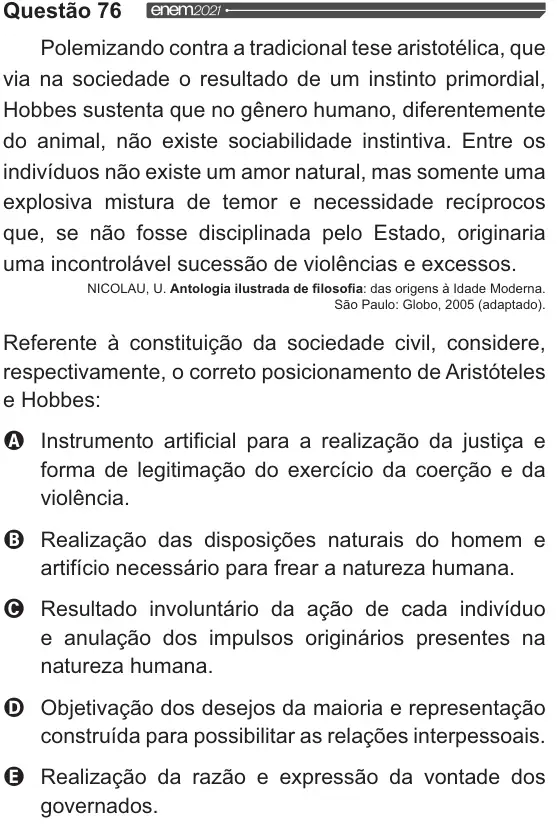 Questão 76 enem2021
Polemizando contra a tradicional tese aristotélica, que
via na sociedade o resultado de um instinto primordial,
Hobbes sustenta que no gênero humano, diferentemente
do animal, não existe sociabilidade instintiva. Entre os
indivíduos não existe um amor natural, mas somente uma
explosiva mistura de temor e necessidade recíprocos
que, se não fosse disciplinada pelo Estado, originaria
uma incontrolável sucessão de violências e excessos.
NICOLAU, U. Antologia ilustrada de filosofia: das origens à Idade Moderna.
São Paulo: Globo, 2005 (adaptado).
Referente à constituição da sociedade civil, considere,
respectivamente, o correto posicionamento de Aristóteles
e Hobbes:
A Instrumento artificial para a realização da justiça e
forma de legitimação do exercício da coerção e da
violência.
B Realização das disposições naturais do homem e
artifício necessário para frear a natureza humana.
C Resultado involuntário da ação de cada indivíduo
e anulação dos impulsos originários presentes na
natureza humana.
D Objetivação dos desejos da maioria e representação
construída para possibilitar as relações interpessoais.
E Realização da razão e expressão da vontade dos
governados.